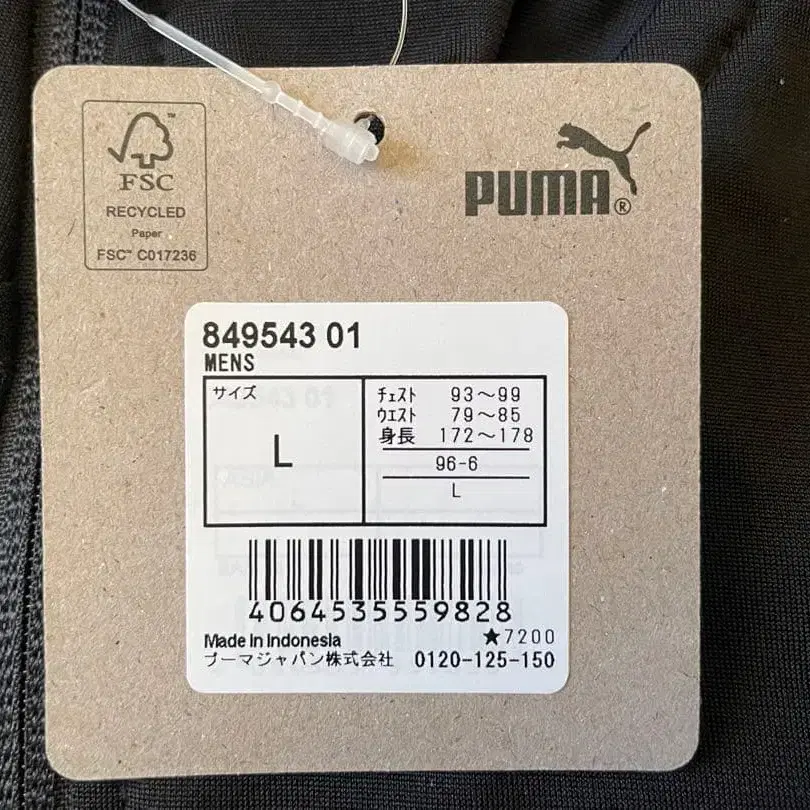 FSC™
RECYCLED
Paper
FSC™ C017236
PUMA®
849543 01
MENS
サイズ
L
チェスト 93～99
ウエスト 79～85
身長 172～178
96-6
L
4064535559828
Made in Indonesia
★7200
プーマジャパン株式会社 0120-125-150